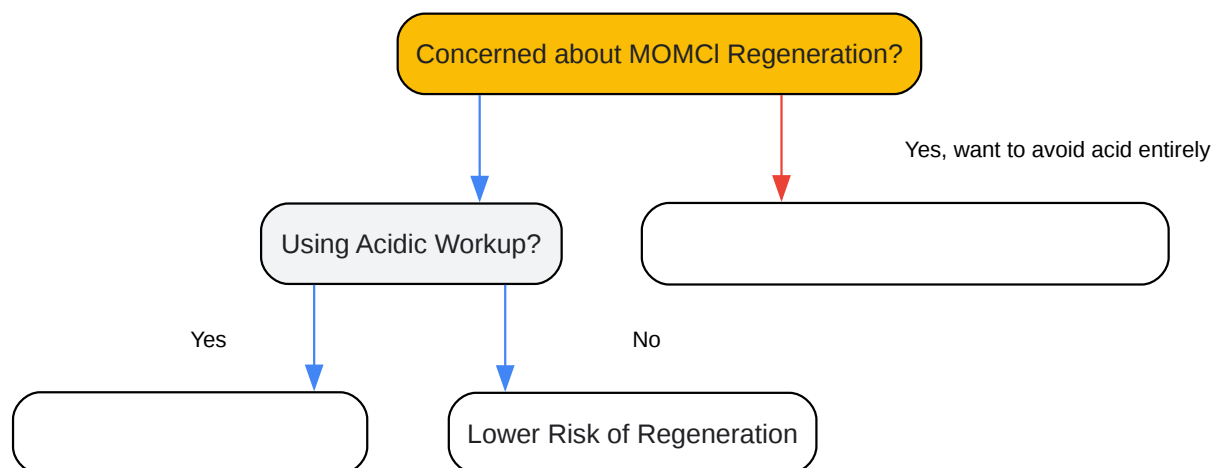 Concerned about MOMCl Regeneration?
Yes, want to avoid acid entirely
Using Acidic Workup?
Yes
No
Lower Risk of Regeneration